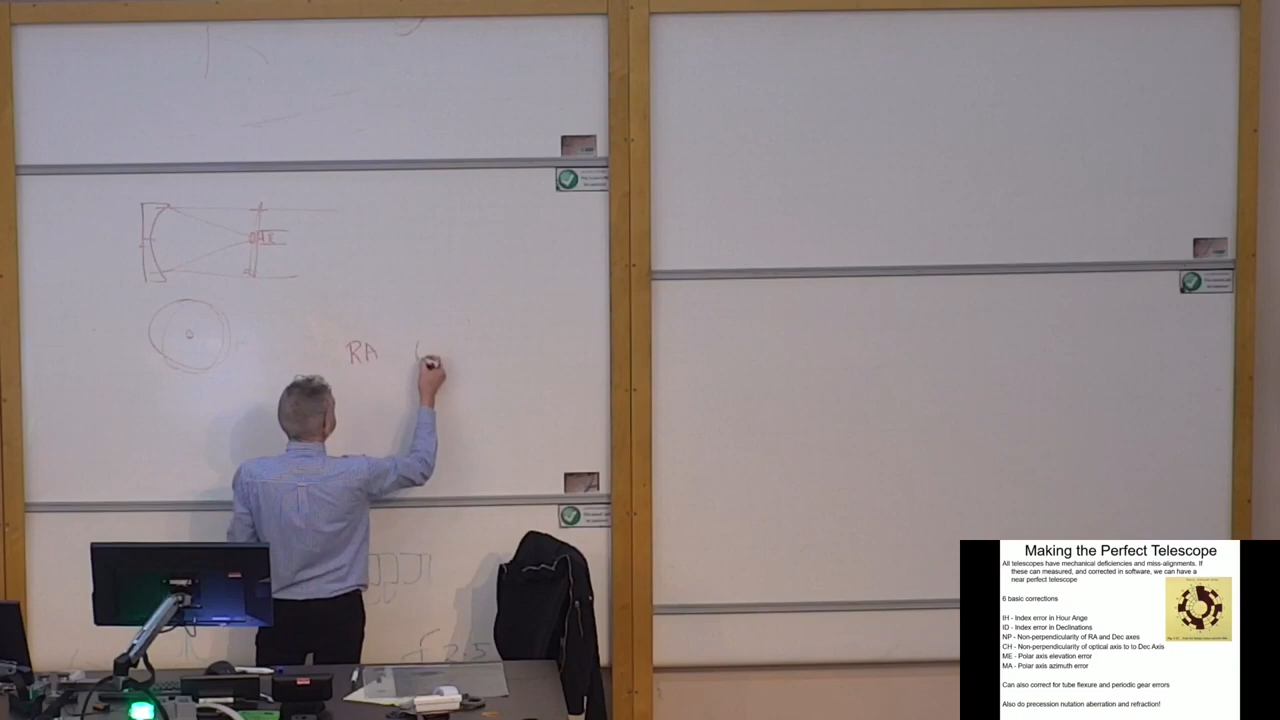 RA
f 2.5
Making the Perfect Telescope
All telescopes have mechanical deficiencies and miss-alignments. If
these can measured, and corrected in software, we can have a
near perfect telescope
6 basic corrections
IH - Index error in Hour Ange
ID - Index error in Declinations
NP - Non-perpendicularity of RA and Dec axes
CH - Non-perpendicularity of optical axis to to Dec Axis
ME - Polar axis elevation error
MA - Polar axis azimuth error
Can also correct for tube flexure and periodic gear errors
Also do precession nutation aberration and refraction!